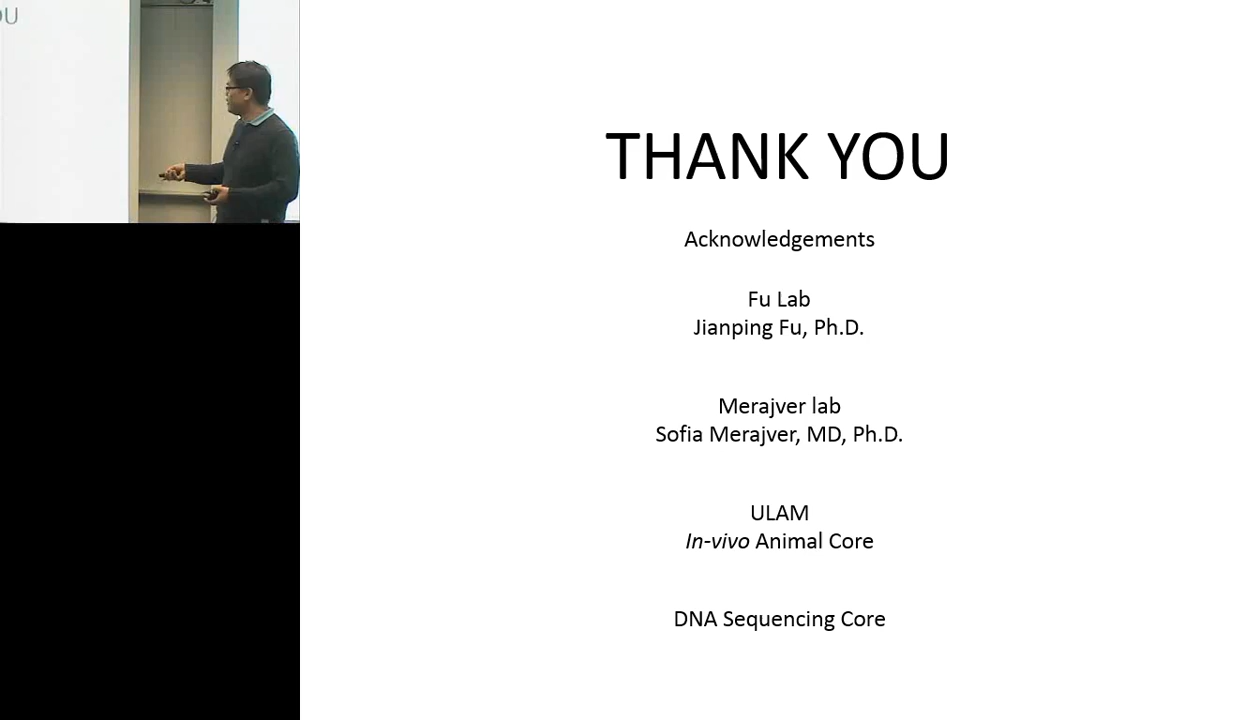 OU
THANK YOU
Acknowledgements
Fu Lab
Jianping Fu, Ph.D.
Merajver lab
Sofia Merajver, MD, Ph.D.
ULAM
In-vivo Animal Core
DNA Sequencing Core